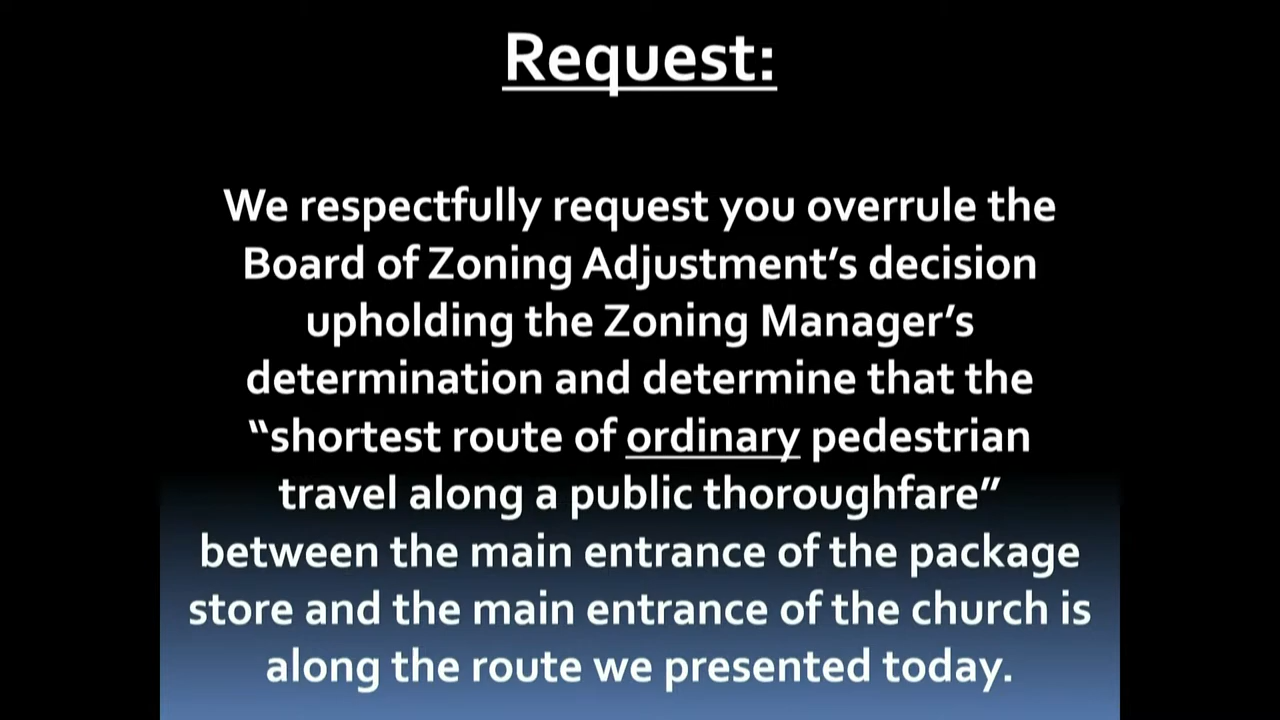 Request:
We respectfully request you overrule the
Board of Zoning Adjustment’s decision
upholding the Zoning Manager’s
determination and determine that the
“shortest route of ordinary pedestrian
travel along a public thoroughfare”
between the main entrance of the package
store and the main entrance of the church is
along the route we presented today.